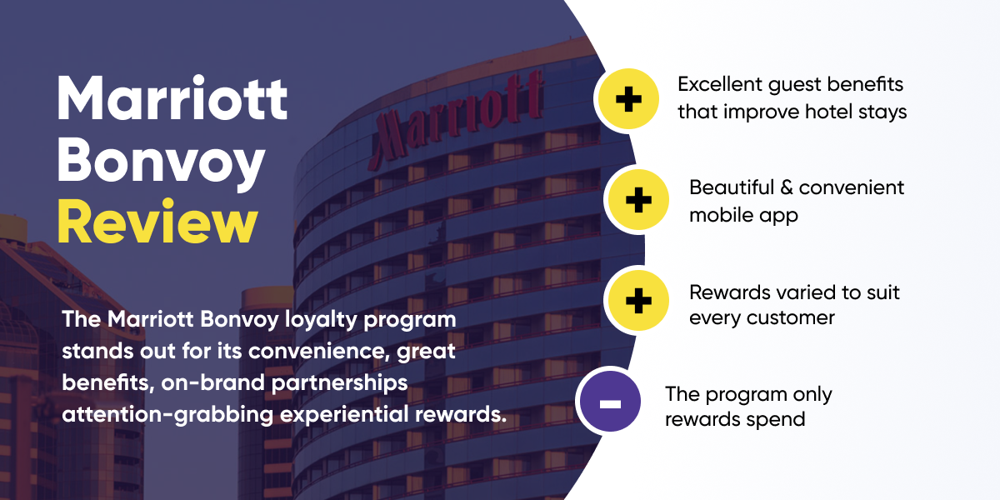 Marriott
Bonvoy
Review
The Marriott Bonvoy loyalty program
stands out for its convenience, great
benefits, on-brand partnerships
attention-grabbing experiential rewards.
Marriott
+
Excellent guest benefits
that improve hotel stays
+
Beautiful & convenient
mobile app
+
Rewards varied to suit
every customer
-
The program only
rewards spend